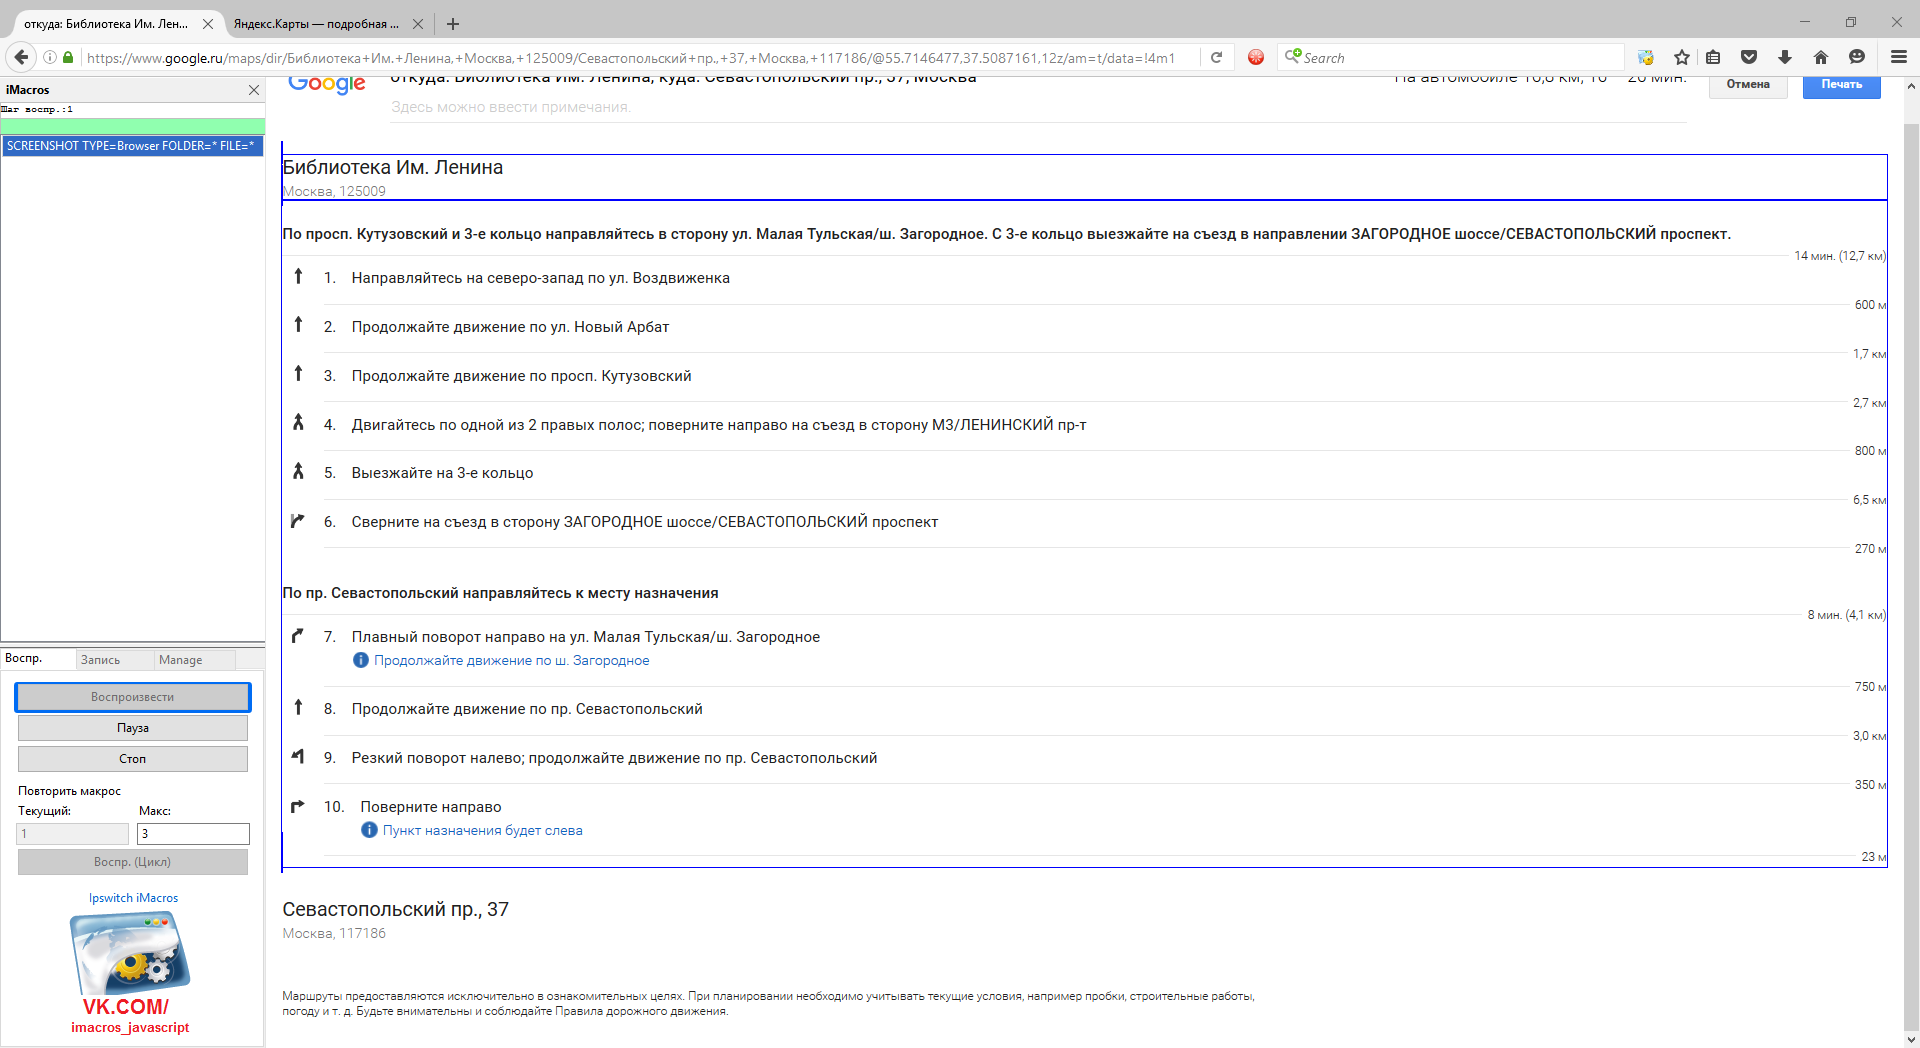 откуда: Библиотека Им. Лен...
Яндекс.Карты — подробная ...
https://www.google.ru/maps/dir/Библиотека+Им.+Ленина,+Москва,+125009/Севастопольский+пр.,+37,+Москва,+117186/@55.7146477,37.5087161,12z/am=t/data=!4m1
Search
iMacros
Шаг воспр.:1
SCREENSHOT TYPE=Browser FOLDER=* FILE=*
Google
откуда: Библиотека Им. Ленина, куда: Севастопольский пр., 37, Москва
На автомобиле 16,8 км, 16 20 мин.
Отмена
Печать
Здесь можно ввести примечания.
Библиотека Им. Ленина
Москва, 125009
По просп. Кутузовский и 3-е кольцо направляйтесь в сторону ул. Малая Тульская/ш. Загородное. С 3-е кольцо выезжайте на съезд в направлении ЗАГОРОДНОЕ шоссе/СЕВАСТОПОЛЬСКИЙ проспект.
14 мин. (12,7 км)
1. Направляйтесь на северо-запад по ул. Воздвиженка
600 м
2. Продолжайте движение по ул. Новый Арбат
1,7 км
3. Продолжайте движение по просп. Кутузовский
2,7 км
4. Двигайтесь по одной из 2 правых полос; поверните направо на съезд в сторону М3/ЛЕНИНСКИЙ пр-т
800 м
5. Выезжайте на 3-е кольцо
6,5 км
6. Сверните на съезд в сторону ЗАГОРОДНОЕ шоссе/СЕВАСТОПОЛЬСКИЙ проспект
270 м
По пр. Севастопольский направляйтесь к месту назначения
8 мин. (4,1 км)
7. Плавный поворот направо на ул. Малая Тульская/ш. Загородное
Продолжайте движение по ш. Загородное
750 м
8. Продолжайте движение по пр. Севастопольский
3,0 км
9. Резкий поворот налево; продолжайте движение по пр. Севастопольский
350 м
10. Поверните направо
Пункт назначения будет слева
23 м
Севастопольский пр., 37
Москва, 117186
Маршруты предоставляются исключительно в ознакомительных целях. При планировании необходимо учитывать текущие условия, например пробки, строительные работы,
погоду и т. д. Будьте внимательны и соблюдайте Правила дорожного движения.
Воспр.
Запись
Manage
Воспроизвести
Пауза
Стоп
Повторить макрос
Текущий:
Макс:
1
3
Воспр. (Цикл)
Ipswitch iMacros
VK.COM/
imacros_javascript